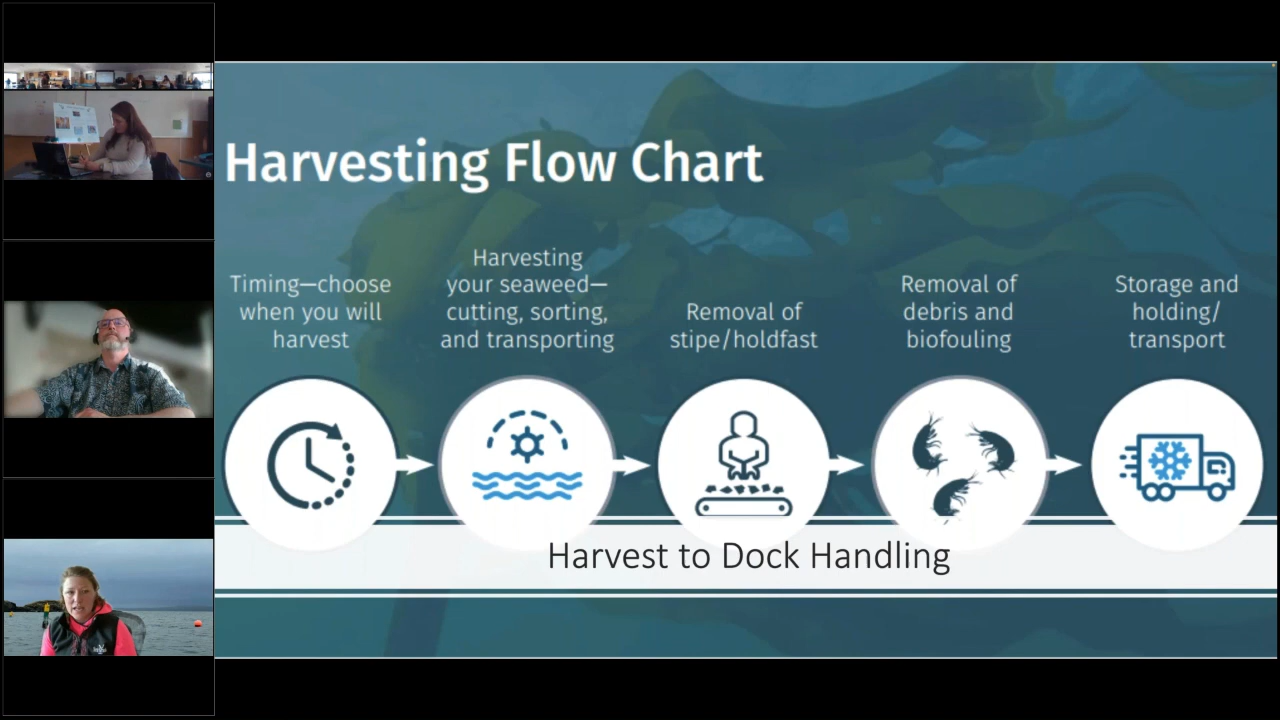 Harvesting Flow Chart
Timing—choose
when you will
harvest
Harvesting
your seaweed—
cutting, sorting,
and transporting
Removal of
stipe/holdfast
Removal of
debris and
biofouling
Storage and
holding/
transport
Harvest to Dock Handling